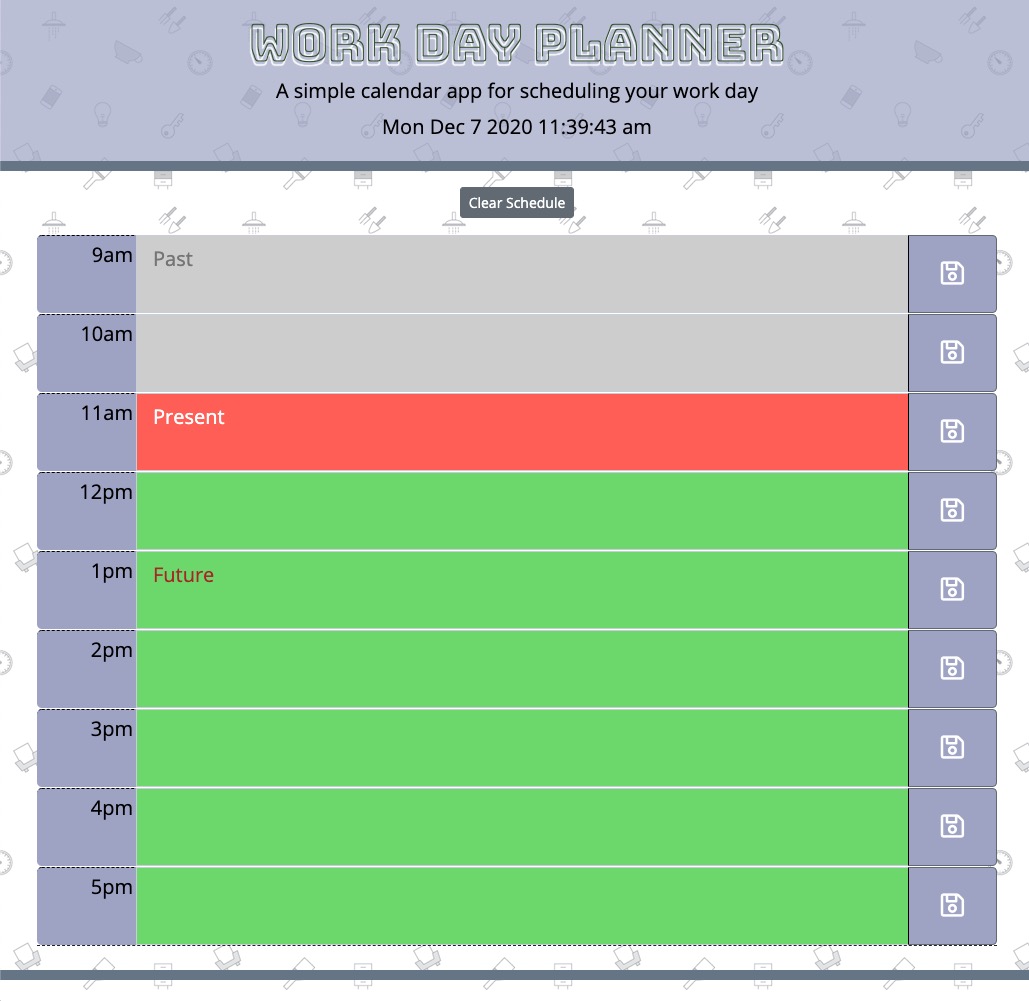 WORK DAY PLANNER
A simple calendar app for scheduling your work day
Mon Dec 7 2020 11:39:43 am
Clear Schedule
9am Past
10am
11am Present
12pm
1pm Future
2pm
3pm
4pm
5pm